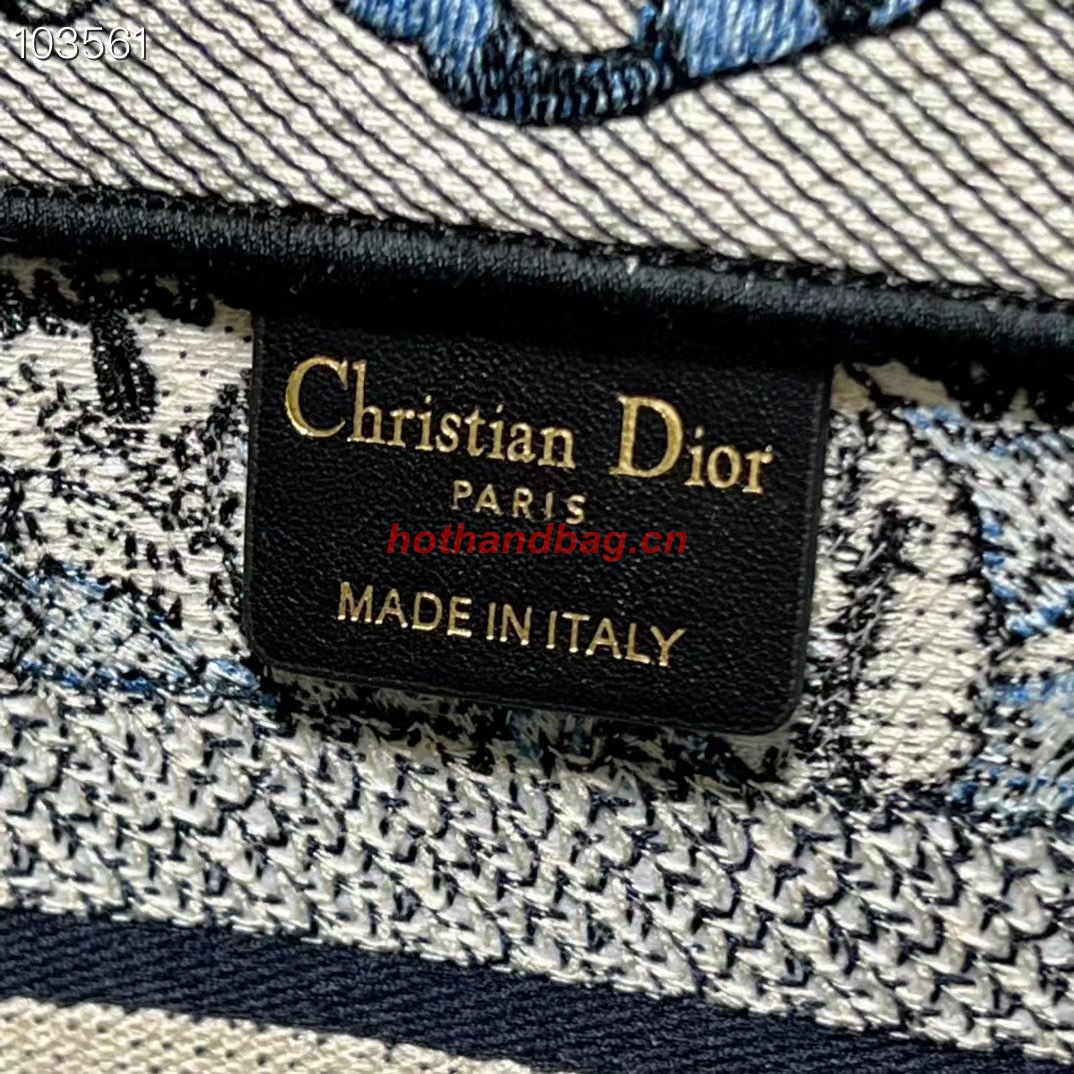 103561
Christian Dior
PARIS
hothandbag.cn
MADE IN ITALY